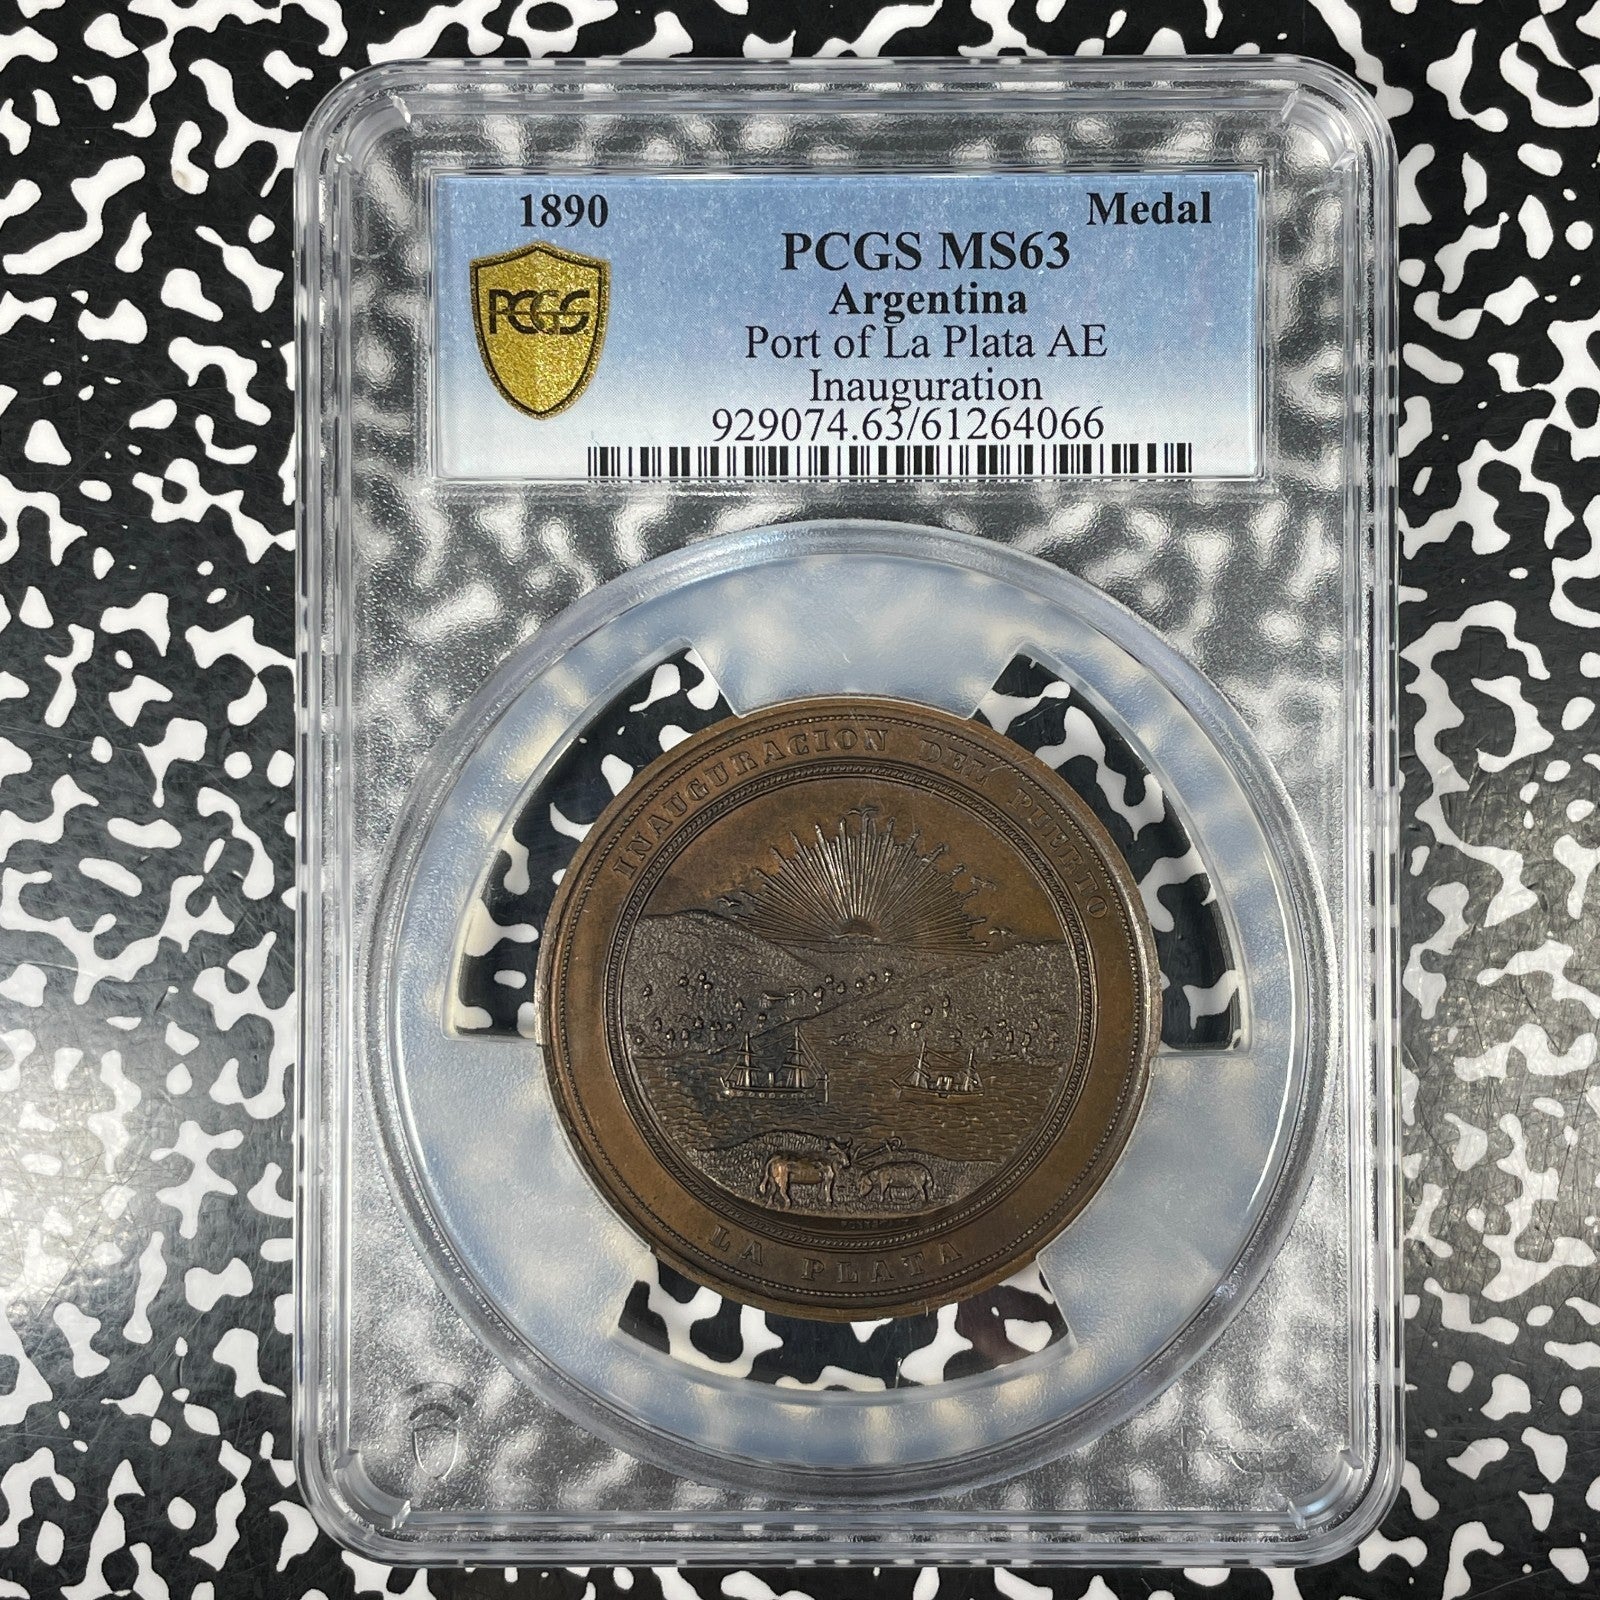 1890 Medal
PCGS MS63
Argentina
PCGS
Port of La Plata AE
Inauguration
929074.63/61264066
INAUGURACION DEL PUERTO
LA PLATA